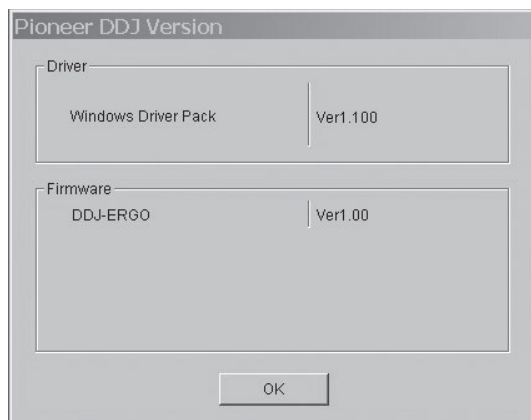 Pioneer DDJ Version
Driver
Windows Driver Pack Ver1.100
Firmware
DDJ-ERGO Ver1.00
OK